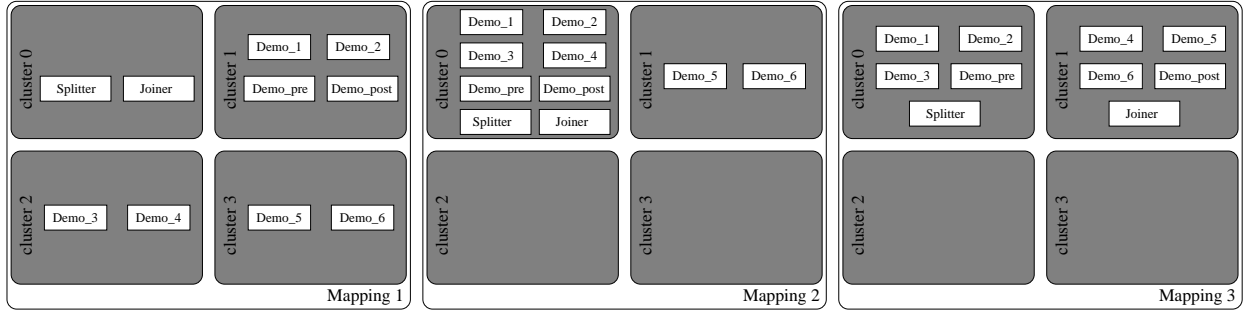 cluster 0
Splitter Joiner
cluster 1
Demo_1 Demo_2
Demo_pre Demo_post
cluster 2
Demo_3 Demo_4
cluster 3
Demo_5 Demo_6
Mapping 1
cluster 0
Demo_1 Demo_2
Demo_3 Demo_4
Demo_pre Demo_post
Splitter Joiner
cluster 1
Demo_5 Demo_6
cluster 2
cluster 3
Mapping 2
cluster 0
Demo_1 Demo_2
Demo_3 Demo_pre
Splitter
cluster 1
Demo_4 Demo_5
Demo_6 Demo_post
Joiner
cluster 2
cluster 3
Mapping 3